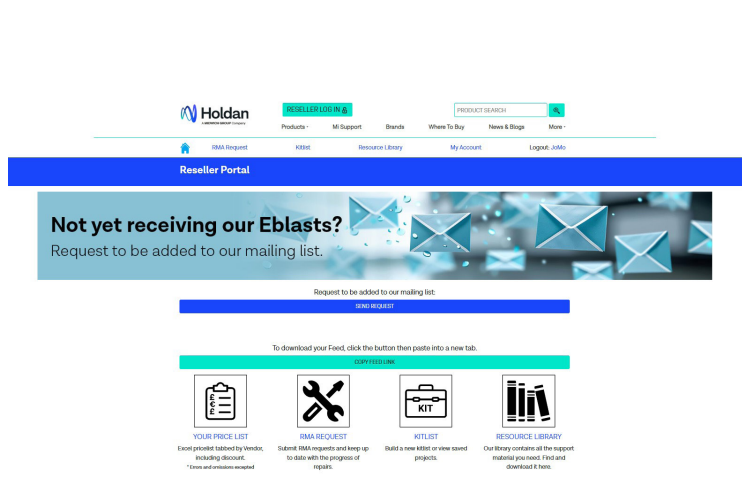 Holdan
RESELLER LOG IN
PRODUCT SEARCH
Products
Mi Support
Brands
Where To Buy
News & Blogs
More
RMA Request
Kitlist
Resource Library
My Account
Logout: JoMo
Reseller Portal
Not yet receiving our Eblasts?
Request to be added to our mailing list.
Request to be added to our mailing list:
SEND REQUEST
To download your Feed, click the button then paste into a new tab.
COPY FEED LINK
£
£
£
KIT
YOUR PRICE LIST
Excel pricelist tabbed by Vendor,
including discount.
* Errors and omissions excepted
RMA REQUEST
Submit RMA requests and keep up
to date with the progress of
repairs.
KITLIST
Build a new kitlist or view saved
projects.
RESOURCE LIBRARY
Our library contains all the support
material you need. Find and
download it here.